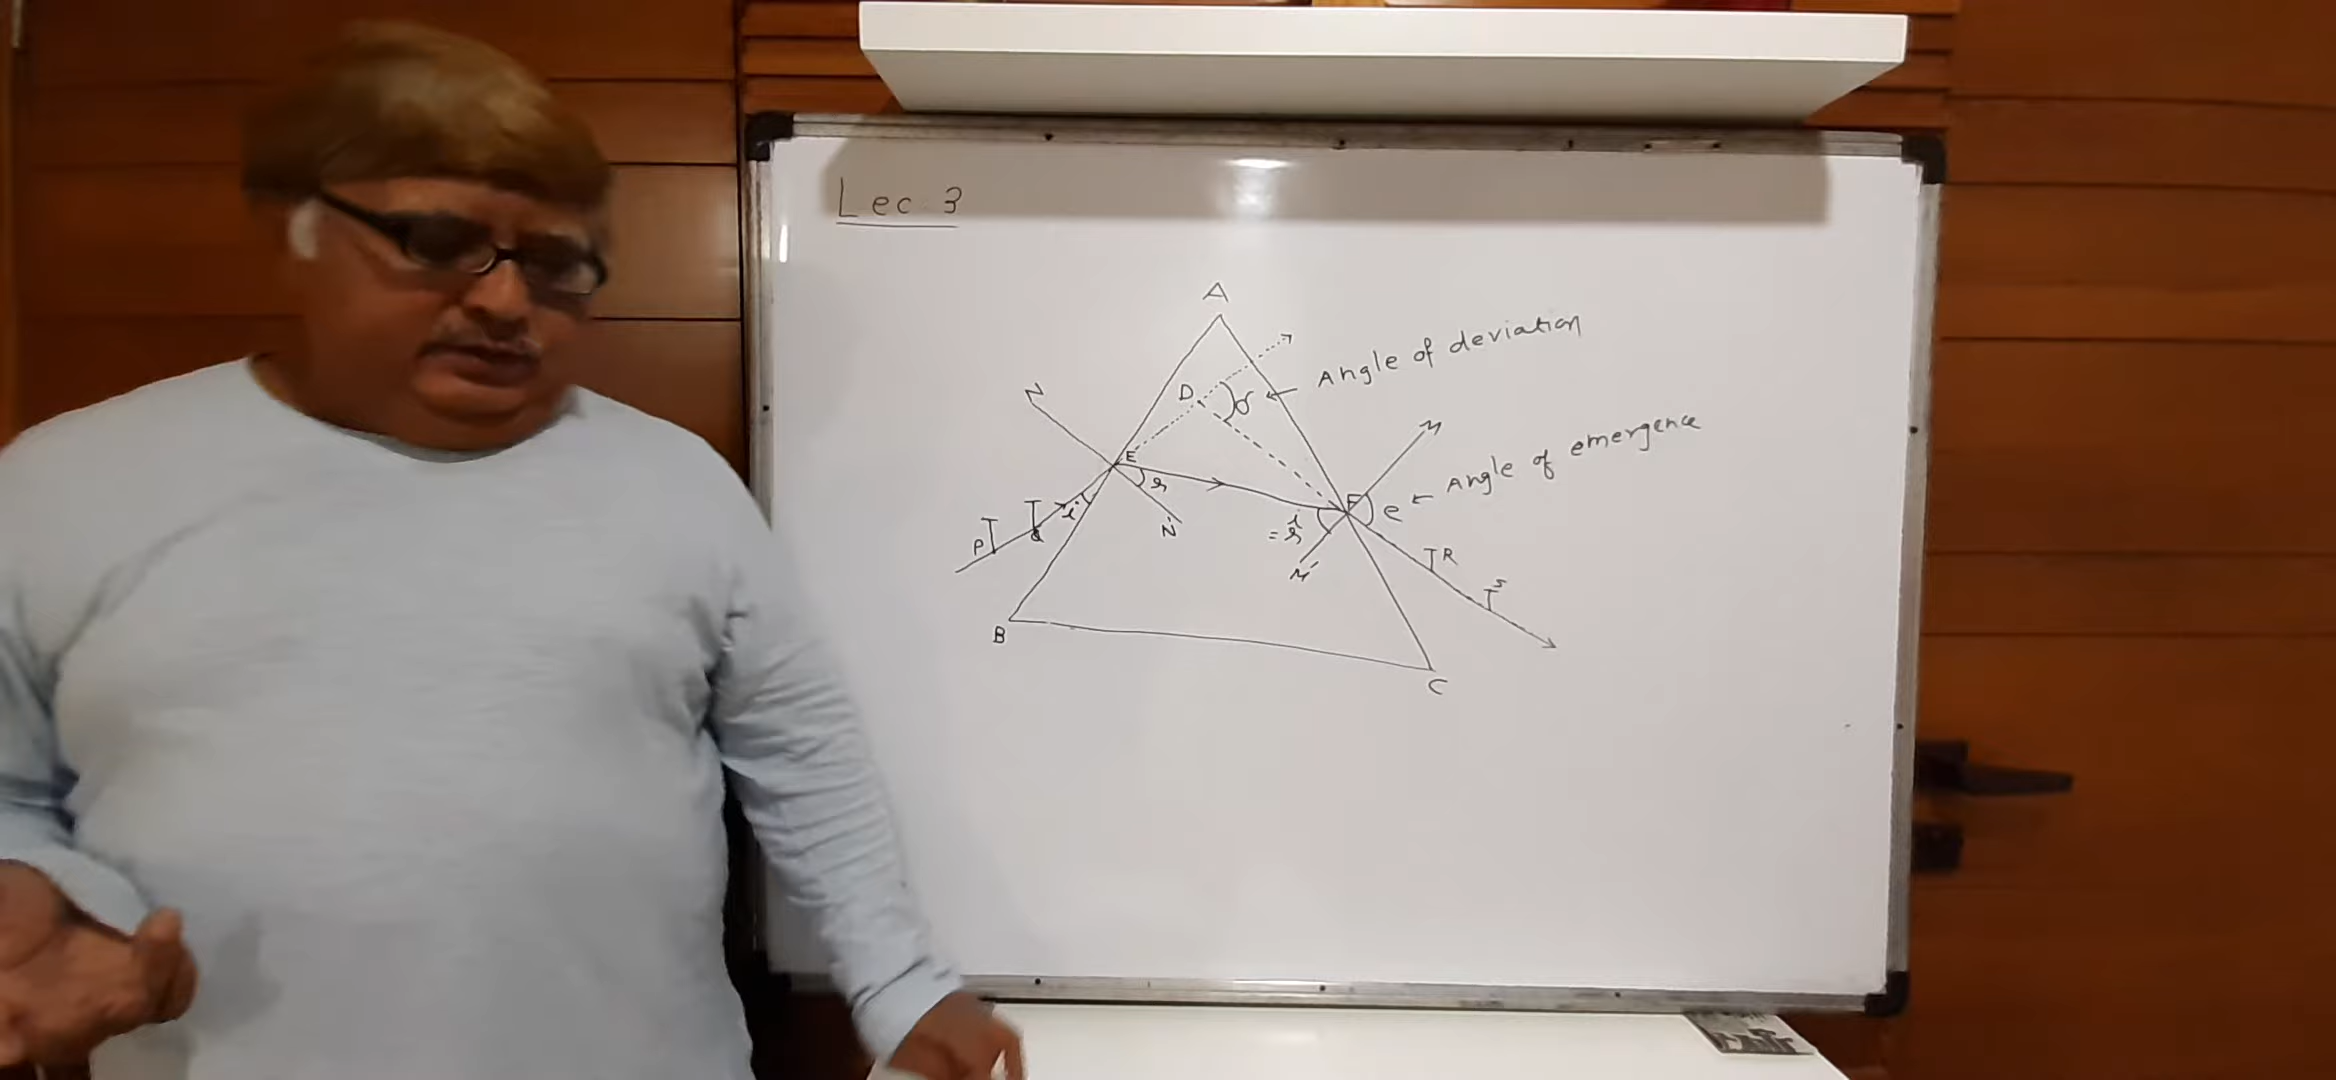 Lec. 3
A
Angle of deviation
D
δ
N
M
Angle of emergence
E
r
F
e
i
N'
Q
P
= r
M'
R
S
B
C